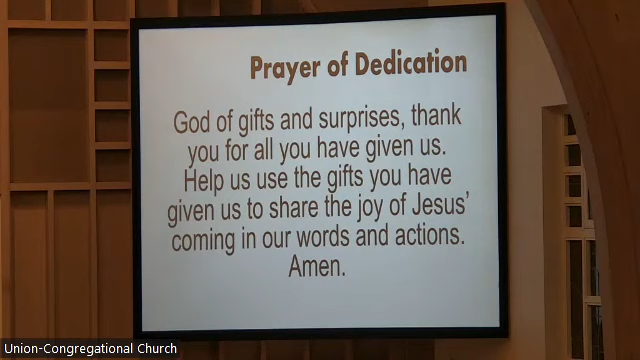 Prayer of Dedication
God of gifts and surprises, thank
you for all you have given us.
Help us use the gifts you have
given us to share the joy of Jesus’
coming in our words and actions.
Amen.
Union-Congregational Church